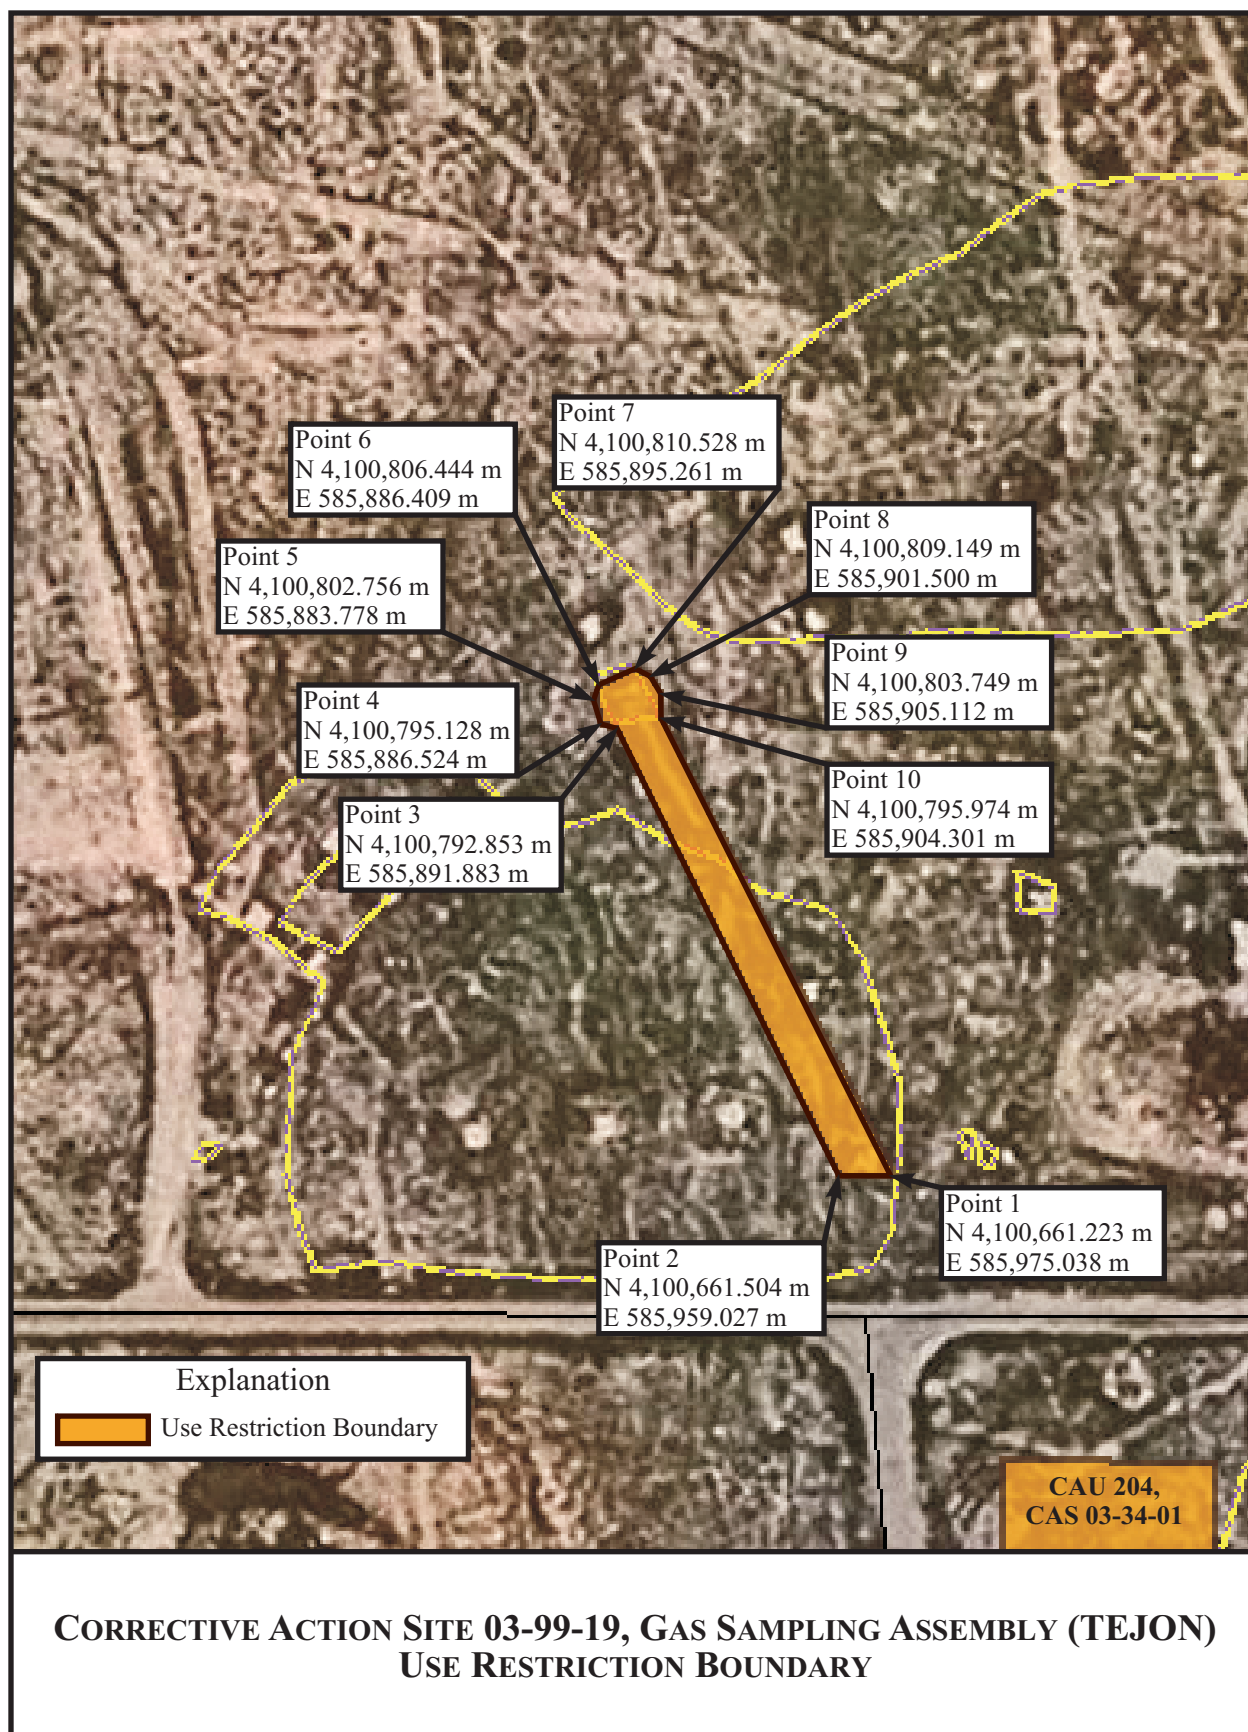 Point 7
N 4,100,810.528 m
E 585,895.261 m
Point 6
N 4,100,806.444 m
E 585,886.409 m
Point 8
N 4,100,809.149 m
E 585,901.500 m
Point 5
N 4,100,802.756 m
E 585,883.778 m
Point 9
N 4,100,803.749 m
E 585,905.112 m
Point 4
N 4,100,795.128 m
E 585,886.524 m
Point 10
N 4,100,795.974 m
E 585,904.301 m
Point 3
N 4,100,792.853 m
E 585,891.883 m
Point 1
N 4,100,661.223 m
E 585,975.038 m
Point 2
N 4,100,661.504 m
E 585,959.027 m
Explanation
Use Restriction Boundary
CAU 204,
CAS 03-34-01
CORRECTIVE ACTION SITE 03-99-19, GAS SAMPLING ASSEMBLY (TEJON)
USE RESTRICTION BOUNDARY